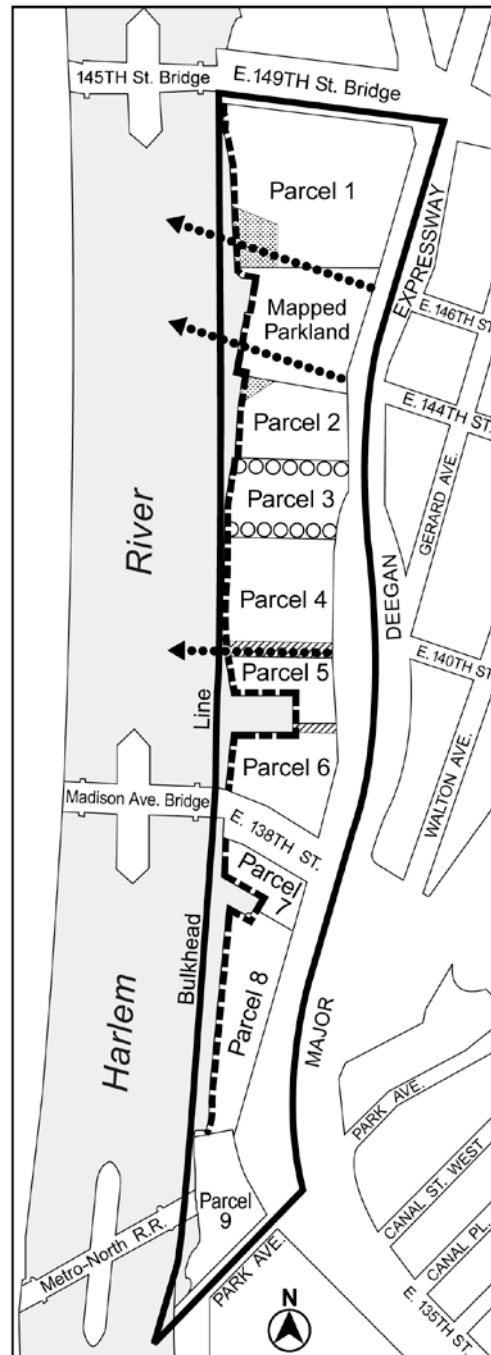 145TH St. Bridge
E. 149TH St. Bridge
Parcel 1
EXPRESSWAY
E. 146TH ST.
Mapped
Parkland
E. 144TH ST.
Parcel 2
GERARD AVE.
Parcel 3
River
Parcel 4
DEEGAN
E. 140TH ST.
Parcel 5
Line
Parcel 6
WALTON AVE.
Madison Ave. Bridge
E. 138TH ST.
Parcel
7
Bulkhead
Parcel 8
MAJOR
Harlem
PARK AVE.
CANAL ST. WEST
Parcel
9
CANAL PL.
Metro-North R.R.
PARK AVE.
E. 135TH ST.
N